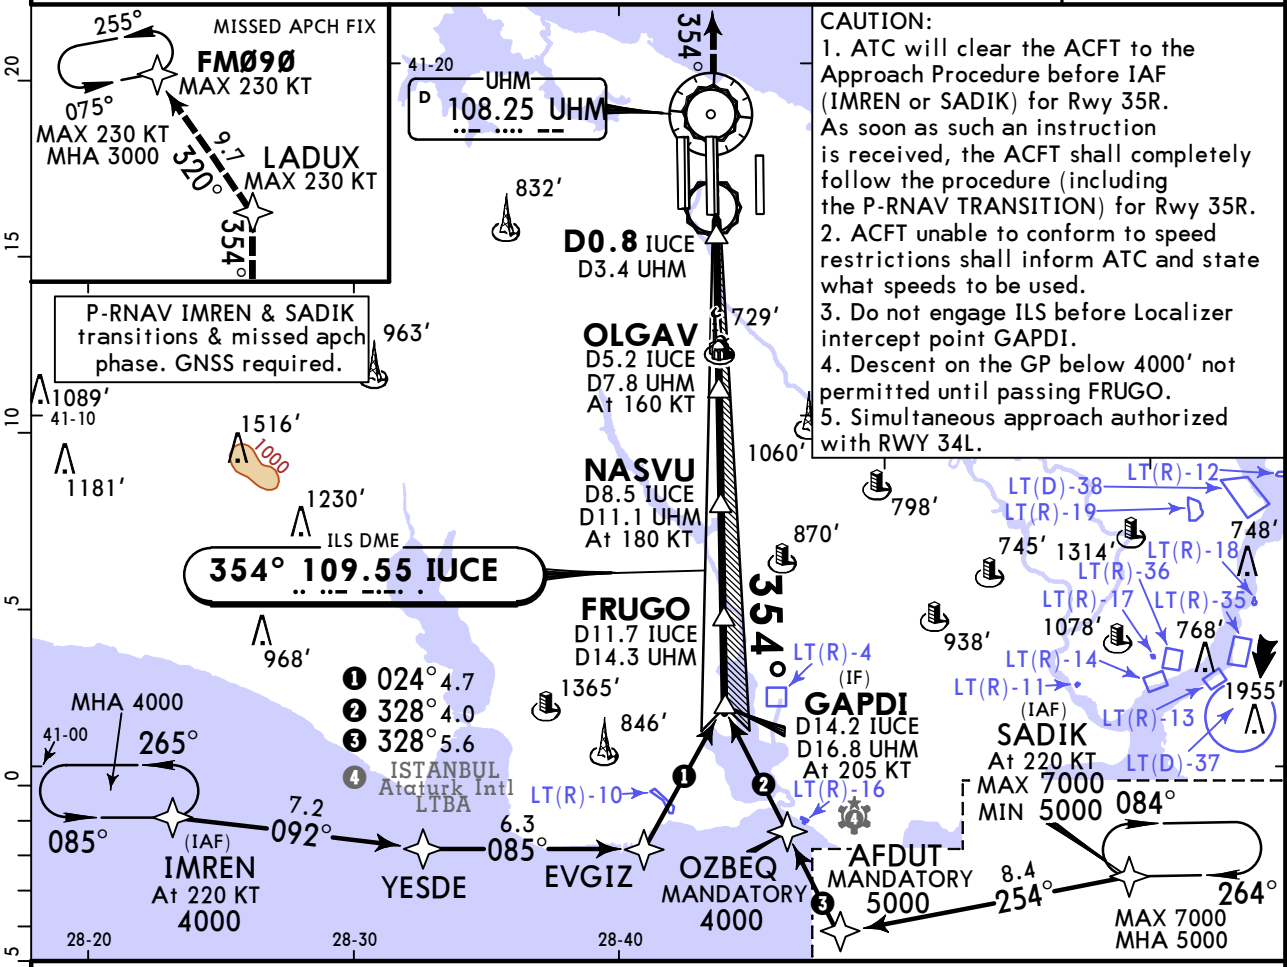 255°
MISSED APCH FIX
FMØ9Ø
MAX 230 KT
075°
MAX 230 KT
MHA 3000
9.7
320°
LADUX
MAX 230 KT
354°
P-RNAV IMREN & SADIK
transitions & missed apch
phase. GNSS required.
20
15
10
5
0
5
41-20
UHM
D 108.25 UHM
354°
CAUTION:
1. ATC will clear the ACFT to the
Approach Procedure before IAF
(IMREN or SADIK) for Rwy 35R.
As soon as such an instruction
is received, the ACFT shall completely
follow the procedure (including
the P-RNAV TRANSITION) for Rwy 35R.
2. ACFT unable to conform to speed
restrictions shall inform ATC and state
what speeds to be used.
3. Do not engage ILS before Localizer
intercept point GAPDI.
4. Descent on the GP below 4000' not
permitted until passing FRUGO.
5. Simultaneous approach authorized
with RWY 34L.
832'
D0.8 IUCE
D3.4 UHM
729'
963'
OLGAV
D5.2 IUCE
D7.8 UHM
At 160 KT
1089'
41-10
1516'
1000
1181'
1060'
NASVU
D8.5 IUCE
D11.1 UHM
At 180 KT
1230'
798'
870'
LT(R)-12
LT(D)-38
LT(R)-19
748'
745'
1314'
LT(R)-18
LT(R)-36
LT(R)-17
LT(R)-35
ILS DME
354° 109.55 IUCE
354°
FRUGO
D11.7 IUCE
D14.3 UHM
968'
938'
1078'
768'
LT(R)-4
LT(R)-14
LT(R)-11
LT(R)-13
1955'
LT(D)-37
1 024° 4.7
2 328° 4.0
3 328° 5.6
4 ISTANBUL
Ataturk Intl
LTBA
1365'
846'
(IF)
GAPDI
D14.2 IUCE
D16.8 UHM
At 205 KT
LT(R)-16
LT(R)-10
4
1
2
3
(IAF)
SADIK
At 220 KT
MAX 7000
MIN 5000
084°
264°
MAX 7000
MHA 5000
8.4
254°
AFDUT
MANDATORY
5000
OZBEQ
MANDATORY
4000
MHA 4000
41-00
265°
085°
(IAF)
IMREN
At 220 KT
4000
7.2
092°
YESDE
6.3
085°
EVGIZ
28-20
28-30
28-40